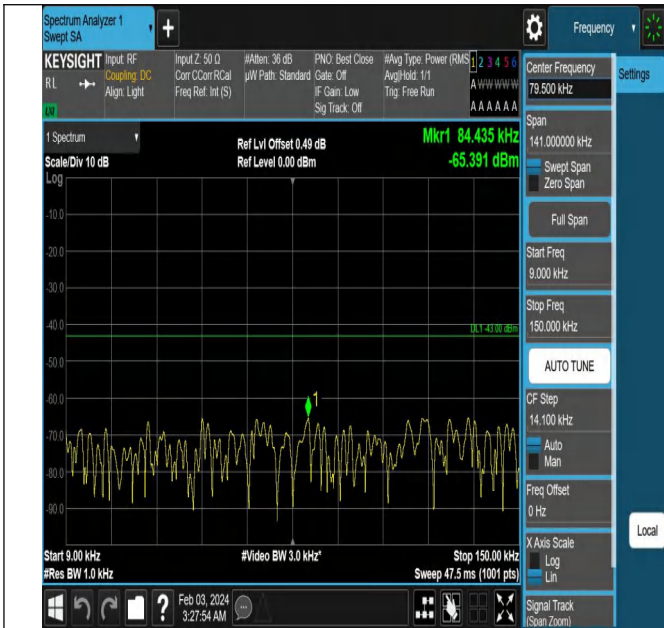 Spectrum Analyzer 1
Swept SA
Frequency
KEYSIGHT
RL
LXI
Input: RF
Coupling: DC
Align: Light
Input Z: 50 Ω
Corr CCorr RCal
Freq Ref: Int (S)
#Atten: 36 dB
µW Path: Standard
PNO: Best Close
Gate: Off
IF Gain: Low
Sig Track: Off
#Avg Type: Power (RMS
Avg|Hold: 1/1
Trig: Free Run
1 2 3 4 5 6
A W W W W W
A A A A A A
1 Spectrum
Scale/Div 10 dB
Log
Ref Lvl Offset 0.49 dB
Ref Level 0.00 dBm
Mkr1 84.435 kHz
-65.391 dBm
-10.0
-20.0
-30.0
-40.0
DL1 -43.00 dBm
-50.0
-60.0
1
-70.0
-80.0
-90.0
Start 9.00 kHz
#Res BW 1.0 kHz
#Video BW 3.0 kHz*
Stop 150.00 kHz
Sweep 47.5 ms (1001 pts)
Feb 03, 2024
3:27:54 AM
Center Frequency
79.500 kHz
Settings
Span
141.000000 kHz
Swept Span
Zero Span
Full Span
Start Freq
9.000 kHz
Stop Freq
150.000 kHz
AUTO TUNE
CF Step
14.100 kHz
Auto
Man
Freq Offset
0 Hz
X Axis Scale
Log
Lin
Local
Signal Track
(Span Zoom)